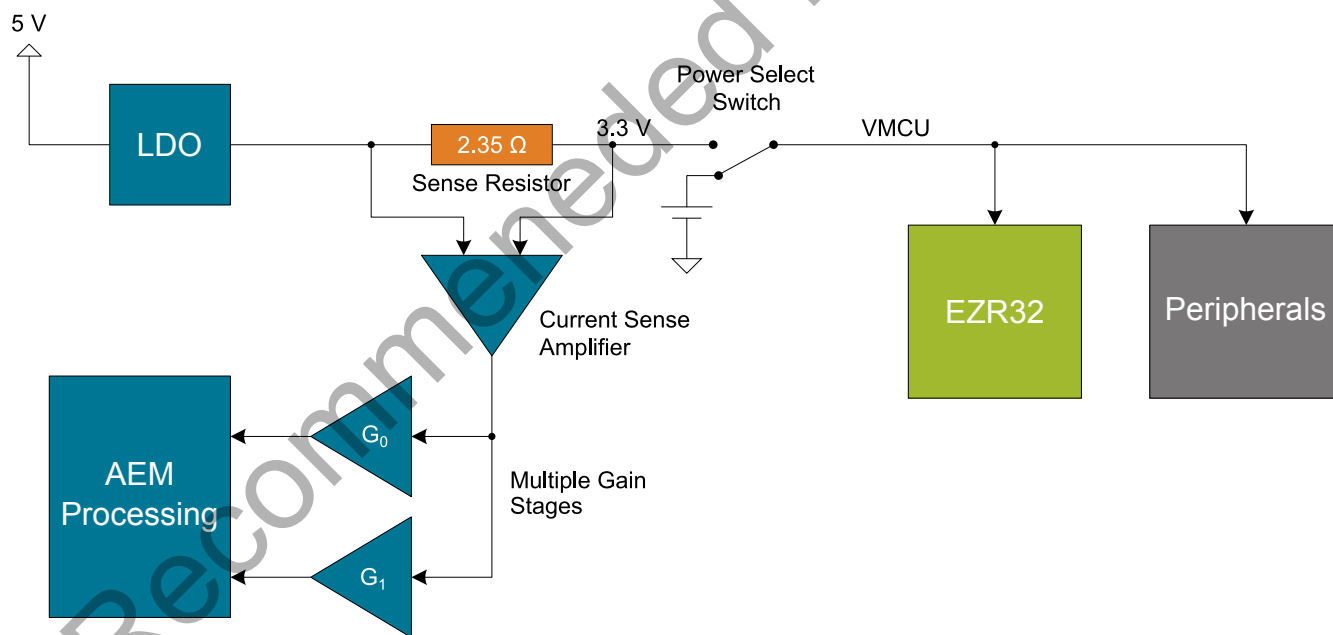 5 V
Power Select
Switch
LDO
2.35 Ω
3.3 V
VMCU
Sense Resistor
Current Sense
Amplifier
EZR32
Peripherals
AEM
Processing
G0
Multiple Gain
Stages
G1
Recommeneded